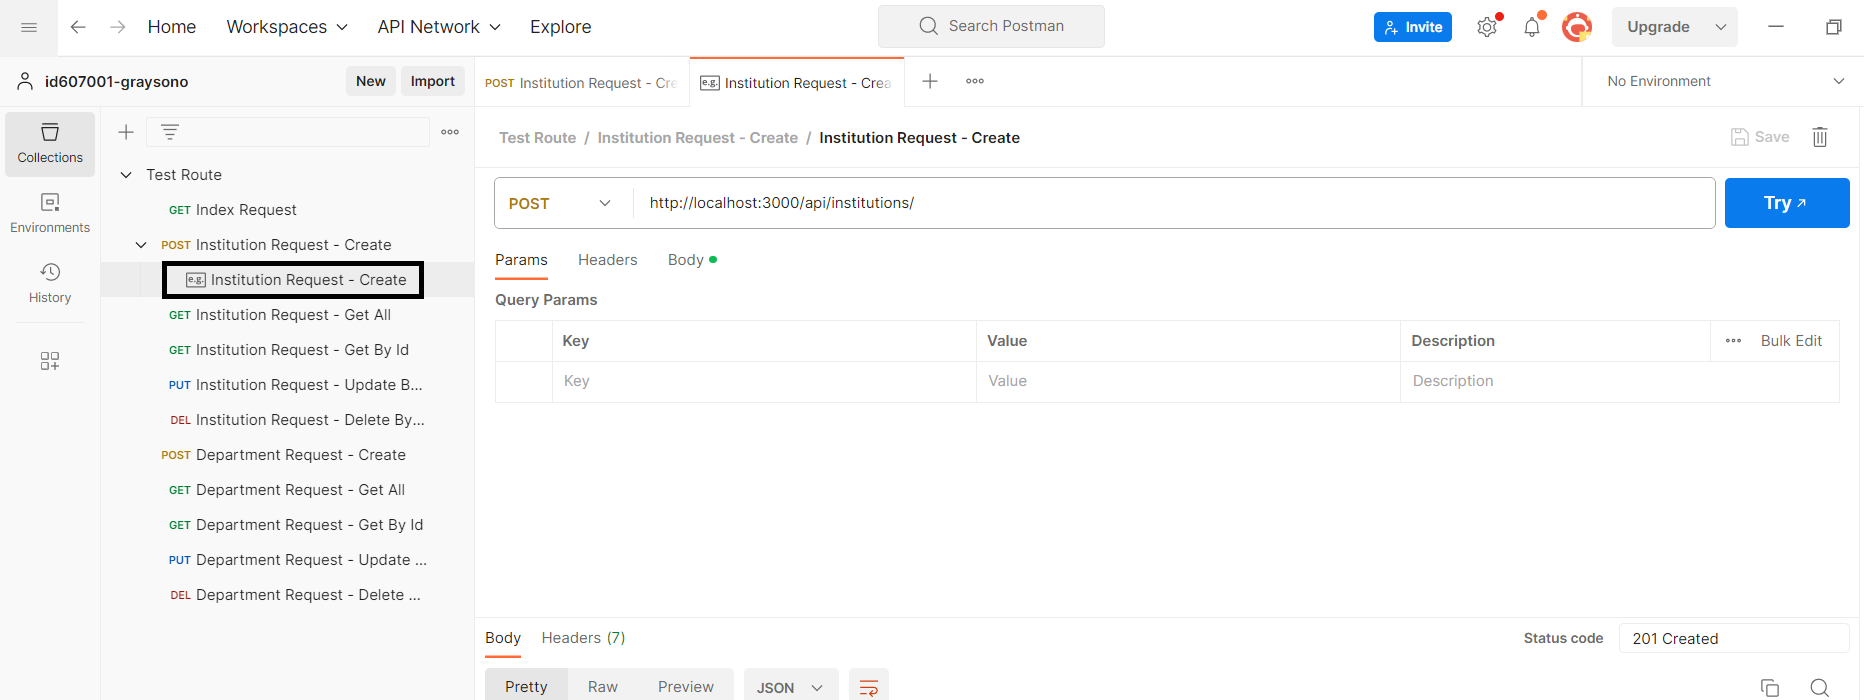 Home Workspaces API Network Explore Search Postman Invite Upgrade
id607001-graysono New Import POST Institution Request - Cre e.g. Institution Request - Crea No Environment
Collections
Environments
History
Test Route
GET Index Request
POST Institution Request - Create
e.g. Institution Request - Create
GET Institution Request - Get All
GET Institution Request - Get By Id
PUT Institution Request - Update B...
DEL Institution Request - Delete By...
POST Department Request - Create
GET Department Request - Get All
GET Department Request - Get By Id
PUT Department Request - Update ...
DEL Department Request - Delete ...
Test Route / Institution Request - Create / Institution Request - Create Save
POST http://localhost:3000/api/institutions/ Try
Params Headers Body
Query Params
Key Value Description Bulk Edit
Key Value Description
Body Headers (7) Status code 201 Created
Pretty Raw Preview JSON